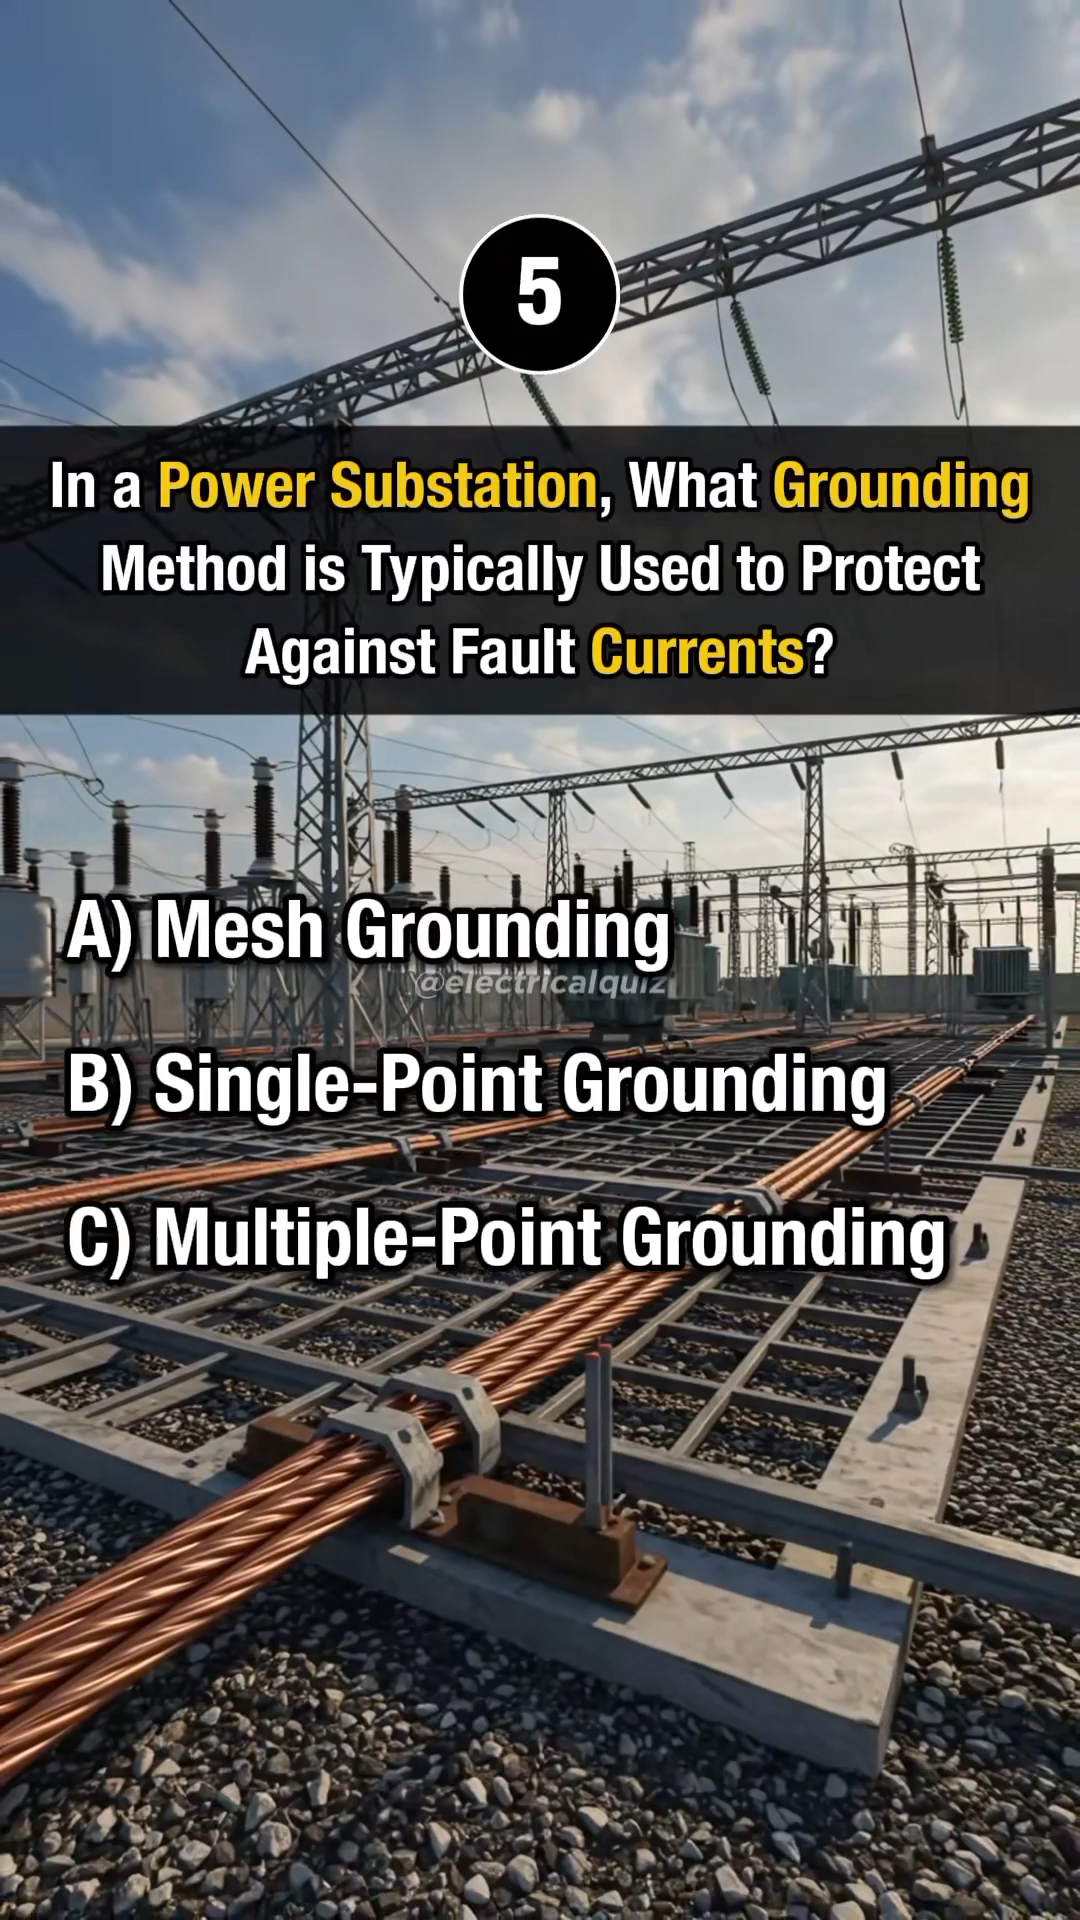 5
In a Power Substation, What Grounding
Method is Typically Used to Protect
Against Fault Currents?
A) Mesh Grounding
@electricalquiz
B) Single-Point Grounding
C) Multiple-Point Grounding